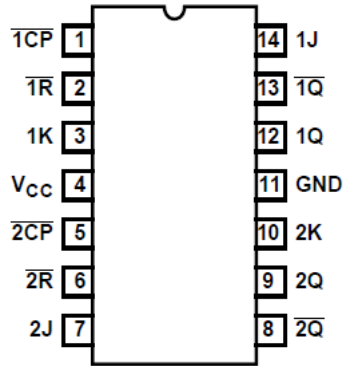 1CP̅ 1 14 1J
1R̅ 2 13 1Q̅
1K 3 12 1Q
VCC 4 11 GND
2CP̅ 5 10 2K
2R̅ 6 9 2Q
2J 7 8 2Q̅